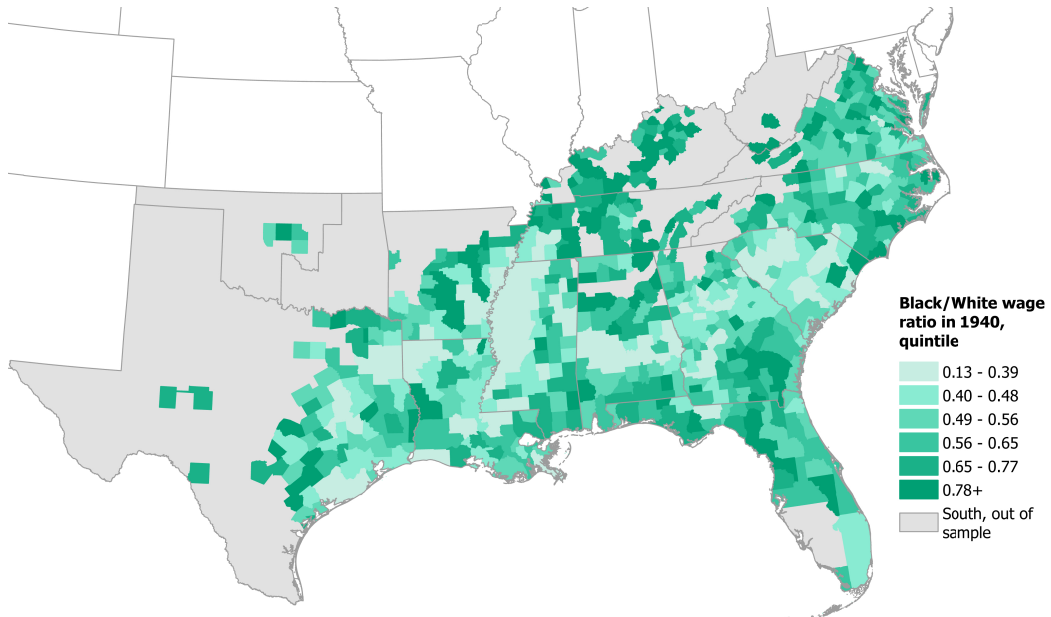 Black/White wage
ratio in 1940,
quintile
0.13 - 0.39
0.40 - 0.48
0.49 - 0.56
0.56 - 0.65
0.65 - 0.77
0.78+
South, out of
sample